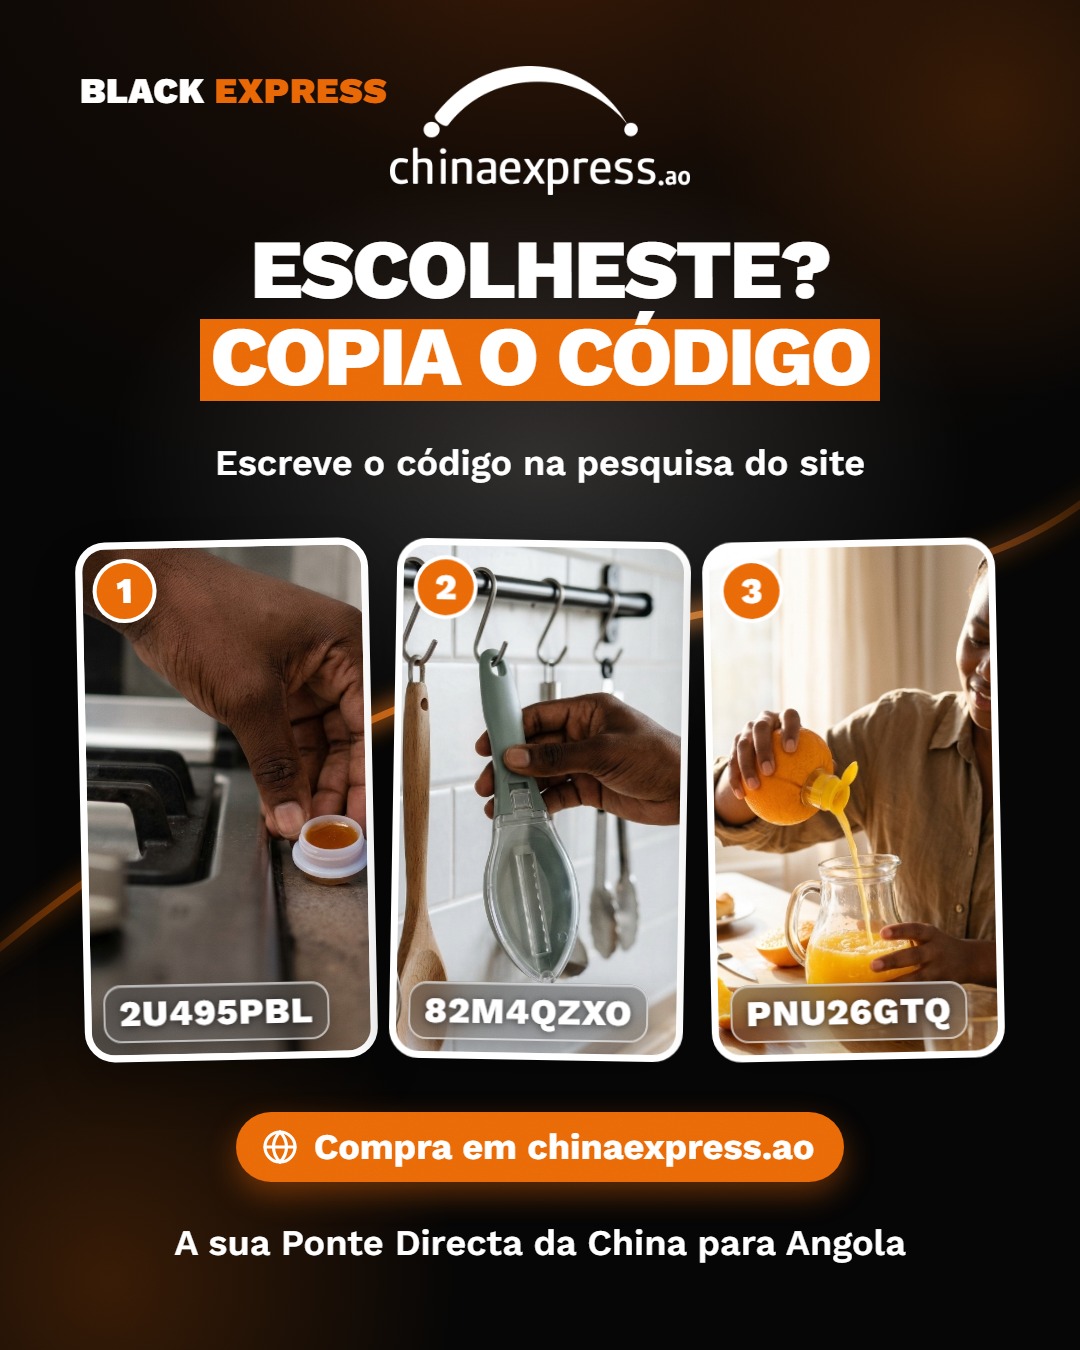 BLACK EXPRESS
chinaexpress.ao
ESCOLHESTE?
COPIA O CÓDIGO
Escreve o código na pesquisa do site
1
2
3
2U495PBL
82M4QZXO
PNU26GTQ
Compra em chinaexpress.ao
A sua Ponte Directa da China para Angola